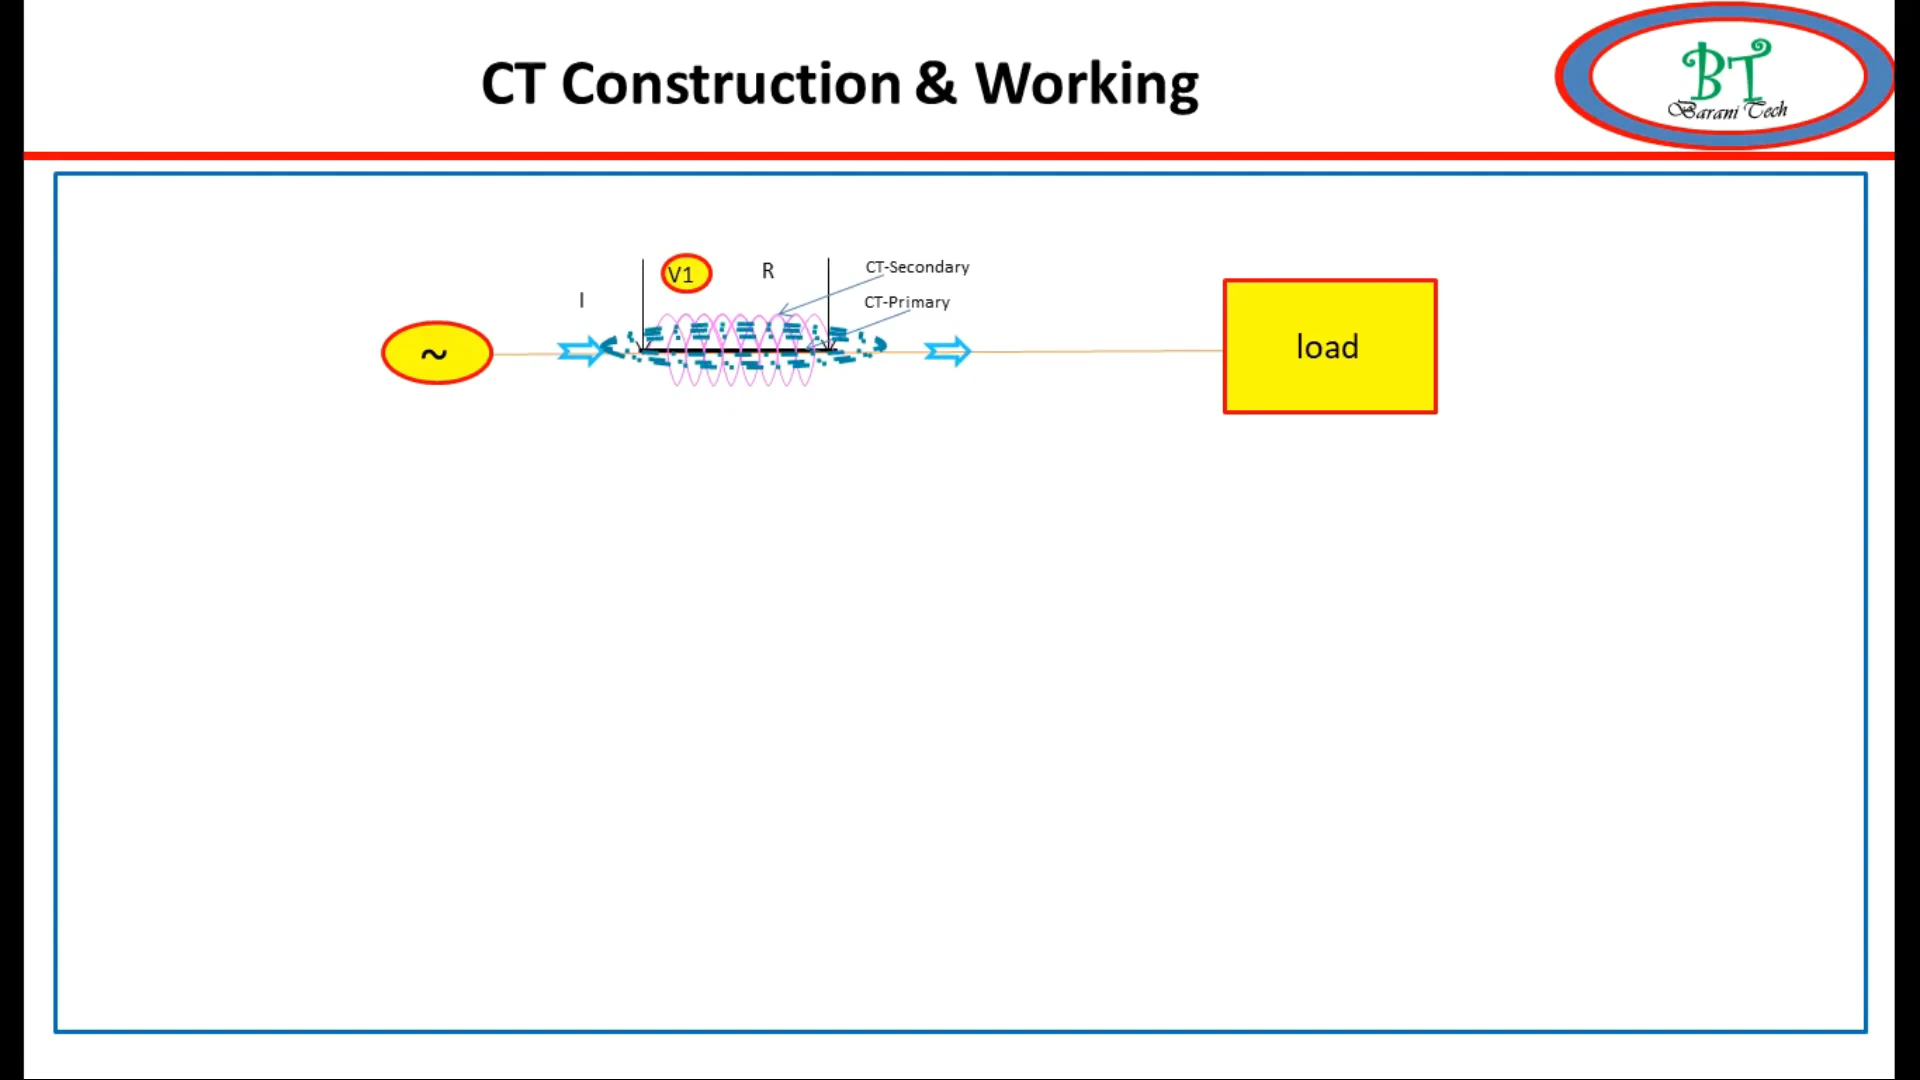 CT Construction & Working
BT
Barani Tech
V1
R
CT-Secondary
I
CT-Primary
~
load